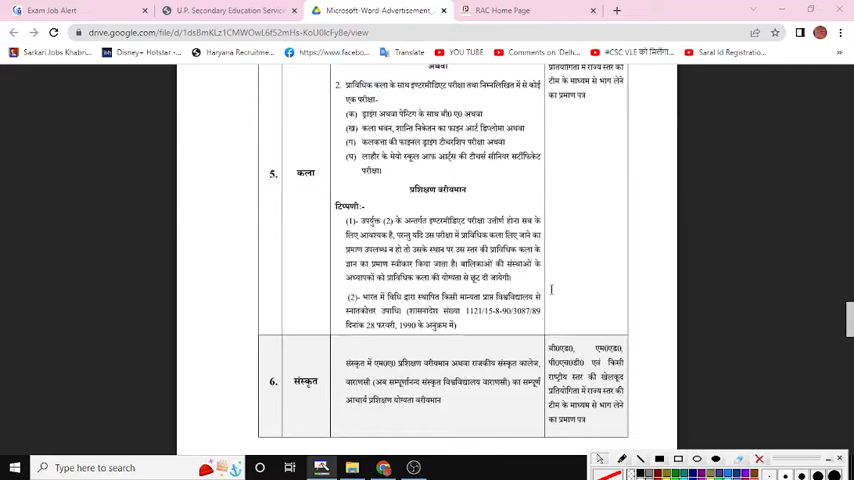 Exam Job Alert
U.P. Secondary Education Service
Microsoft-Word-Advertisement_
RAC Home Page
drive.google.com/file/d/1ds8mKLz1CMWOwL6f52mHs-KoU0lcFy8e/view
Sarkari Jobs Khabri...
Disney+ Hotstar -...
Haryana Recruitme...
https://www.facebo...
Translate
YOU TUBE
Comments on 'Delh...
#CSC VLE को मिलेगा...
Saral Id Registratio...
अथवा
प्रतियोगिता में राज्य स्तर की
टीम के माध्यम से भाग लेने
का प्रमाण पत्र
2. प्राविधिक कला के साथ इण्टरमीडिएट परीक्षा तथा निम्नलिखित में से कोई
एक परीक्षा-
(क) ड्राइंग अथवा पेन्टिंग के साथ बी0 ए0 अथवा
(ख) कला भवन, शान्ति निकेतन का फाइन आर्ट डिप्लोमा अथवा
(ग) कलकत्ता की फाइनल ड्राइंग टीचरशिप परीक्षा अथवा
(घ) लाहौर के मेयो स्कूल आफ आर्ट्स की टीचर्स सीनियर सर्टीफिकेट
परीक्षा।
5.
कला
प्रशिक्षण वरीयमान
टिप्पणी:-
(1)- उपर्युक्त (2) के अन्तर्गत इण्टरमीडिएट परीक्षा उत्तीर्ण होना सब के
लिए आवश्यक है, परन्तु यदि उस परीक्षा में प्राविधिक कला लिए जाने का
प्रमाण उपलब्ध न हो तो उसके स्थान पर उस स्तर की प्राविधिक कला के
ज्ञान का प्रमाण स्वीकार किया जाता है। बालिकाओं की संस्थाओं के
अध्यापकों को प्राविधिक कला की योग्यता से छूट दी जायेगी।
(2)- भारत में विधि द्वारा स्थापित किसी मान्यता प्राप्त विश्वविद्यालय से
स्नातकोत्तर उपाधि। (शासनादेश संख्या 1121/15-8-90/3087/89
दिनांक 28 फरवरी, 1990 के अनुक्रम में)
6.
संस्कृत
संस्कृत में एम0ए0 प्रशिक्षण वरीयमान अथवा राजकीय संस्कृत कालेज,
वाराणसी (अब सम्पूर्णानन्द संस्कृत विश्वविद्यालय वाराणसी) का सम्पूर्ण
आचार्य प्रशिक्षण योग्यता वरीयमान
बी0एड0, एम0एड0,
पी0एच0डी0 एवं किसी
राष्ट्रीय स्तर की खेलकूद
प्रतियोगिता में राज्य स्तर की
टीम के माध्यम से भाग लेने
का प्रमाण पत्र
Type here to search